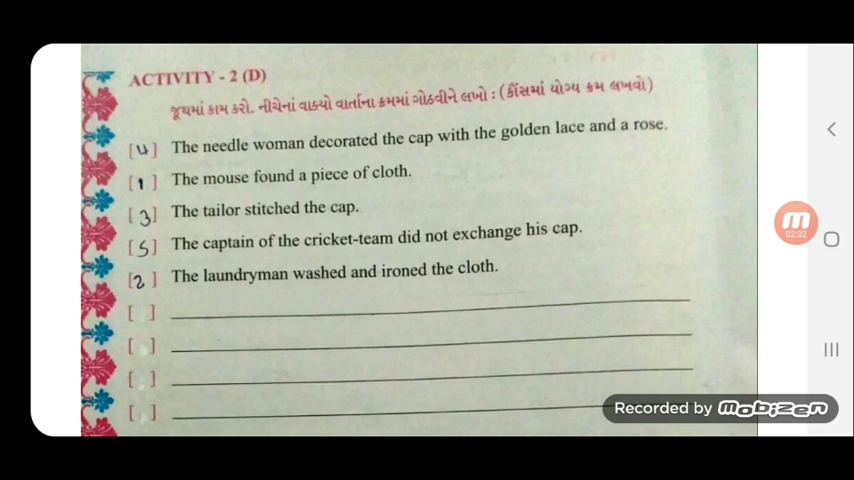 ACTIVITY - 2 (D)
જૂથમાં કામ કરો. નીચેનાં વાક્યો વાર્તાના ક્રમમાં ગોઠવીને લખો : (કૌંસમાં યોગ્ય ક્રમ લખવો)
[4] The needle woman decorated the cap with the golden lace and a rose.
[1] The mouse found a piece of cloth.
[3] The tailor stitched the cap.
[5] The captain of the cricket-team did not exchange his cap.
[2] The laundryman washed and ironed the cloth.
[ ]
[ ]
[ ]
[ ]
02:32
Recorded by mobizen